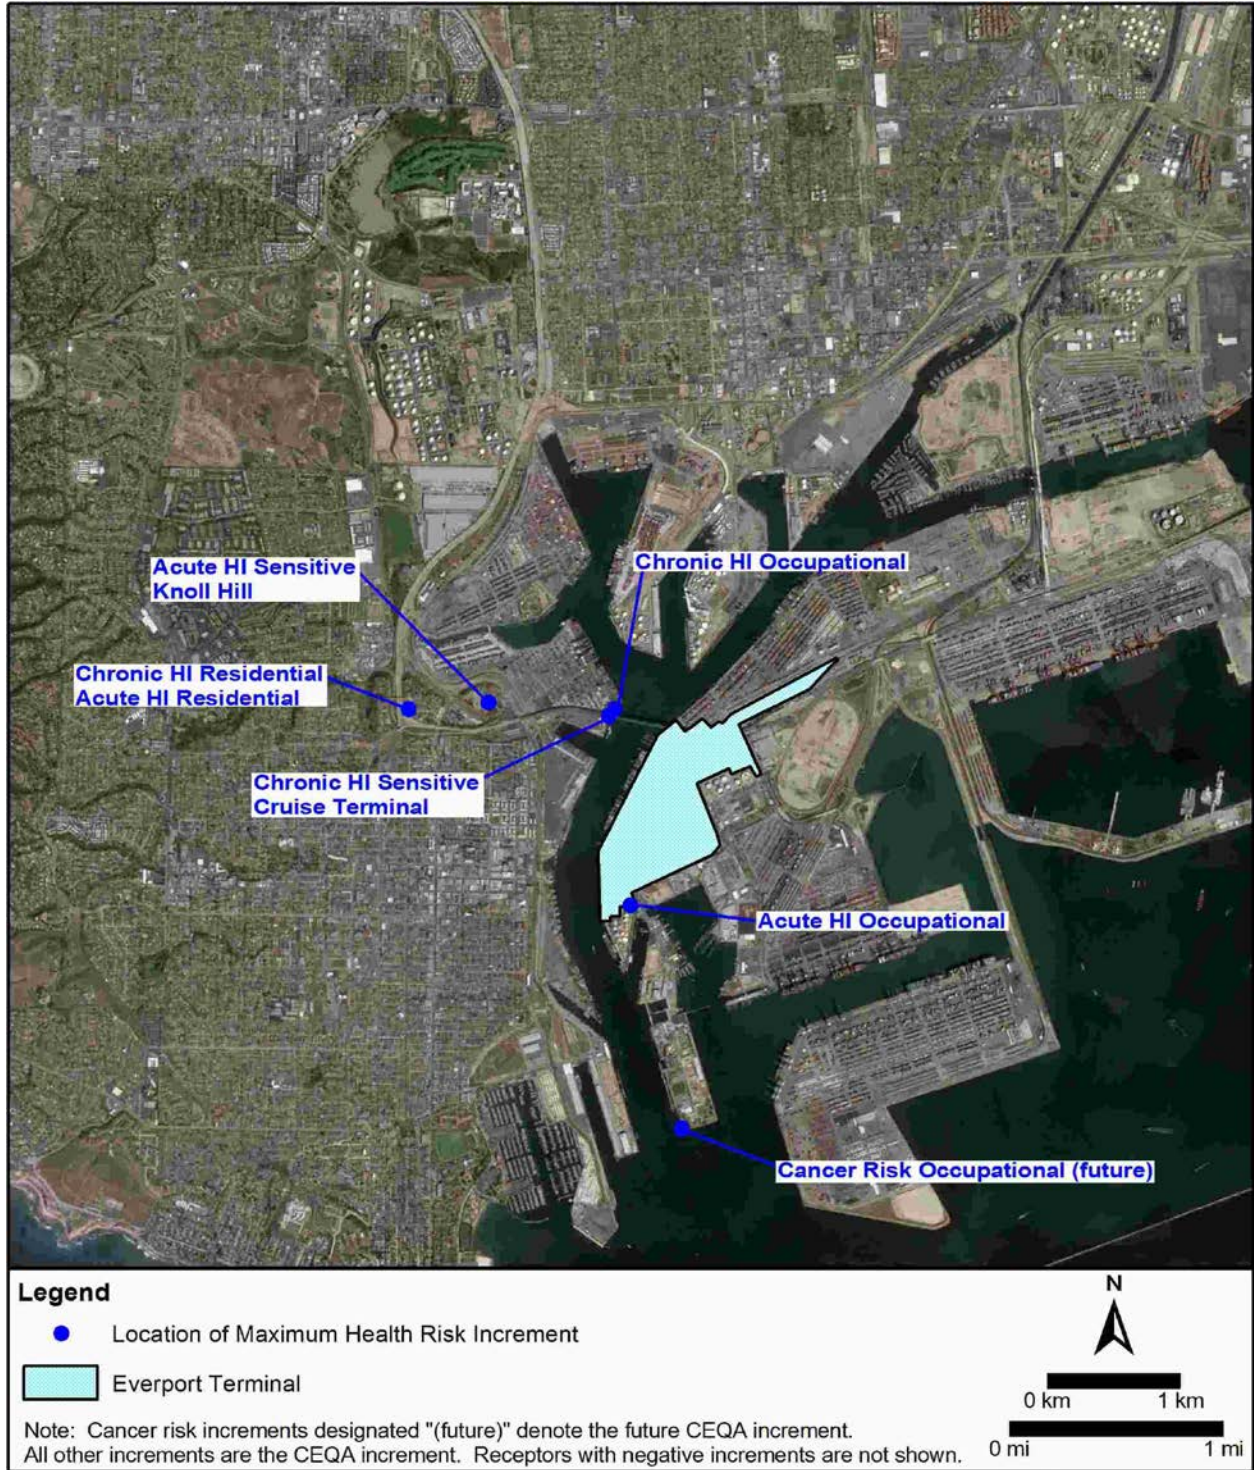 Chronic HI Occupational
Acute HI Sensitive
Knoll Hill
Chronic HI Residential
Acute HI Residential
Chronic HI Sensitive
Cruise Terminal
Acute HI Occupational
Cancer Risk Occupational (future)
Legend
Location of Maximum Health Risk Increment
Everport Terminal
Note: Cancer risk increments designated "(future)" denote the future CEQA increment.
All other increments are the CEQA increment. Receptors with negative increments are not shown.
N
0 km 1 km
0 mi 1 mi